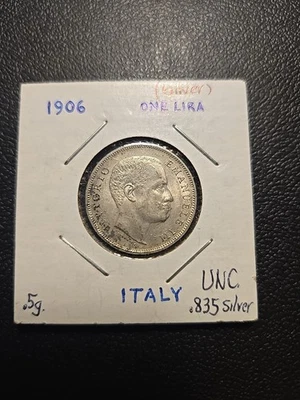 (silver)
1906 ONE LIRA
VITTORIO EMANUELE III
UNC.
.5g. ITALY .835 silver